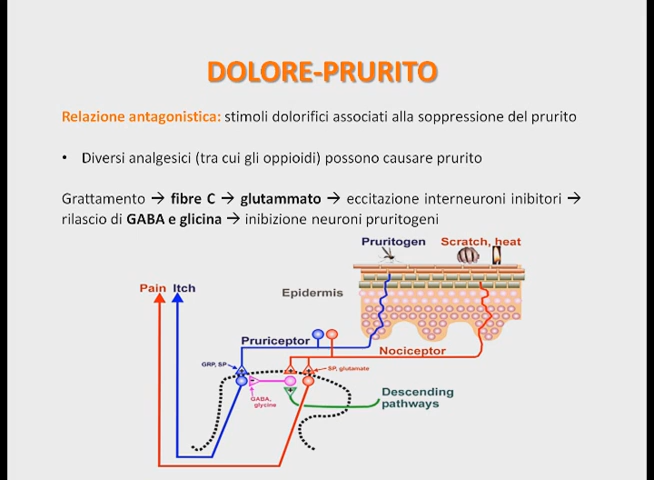 DOLORE-PRURITO
Relazione antagonistica: stimoli dolorifici associati alla soppressione del prurito
• Diversi analgesici (tra cui gli oppioidi) possono causare prurito
Grattamento → fibre C → glutammato → eccitazione interneuroni inibitori →
rilascio di GABA e glicina → inibizione neuroni pruritogeni
Pruritogen Scratch, heat
Pain Itch
Epidermis
Pruriceptor
Nociceptor
GRP, SP
SP, glutamate
GABA,
glycine
Descending
pathways